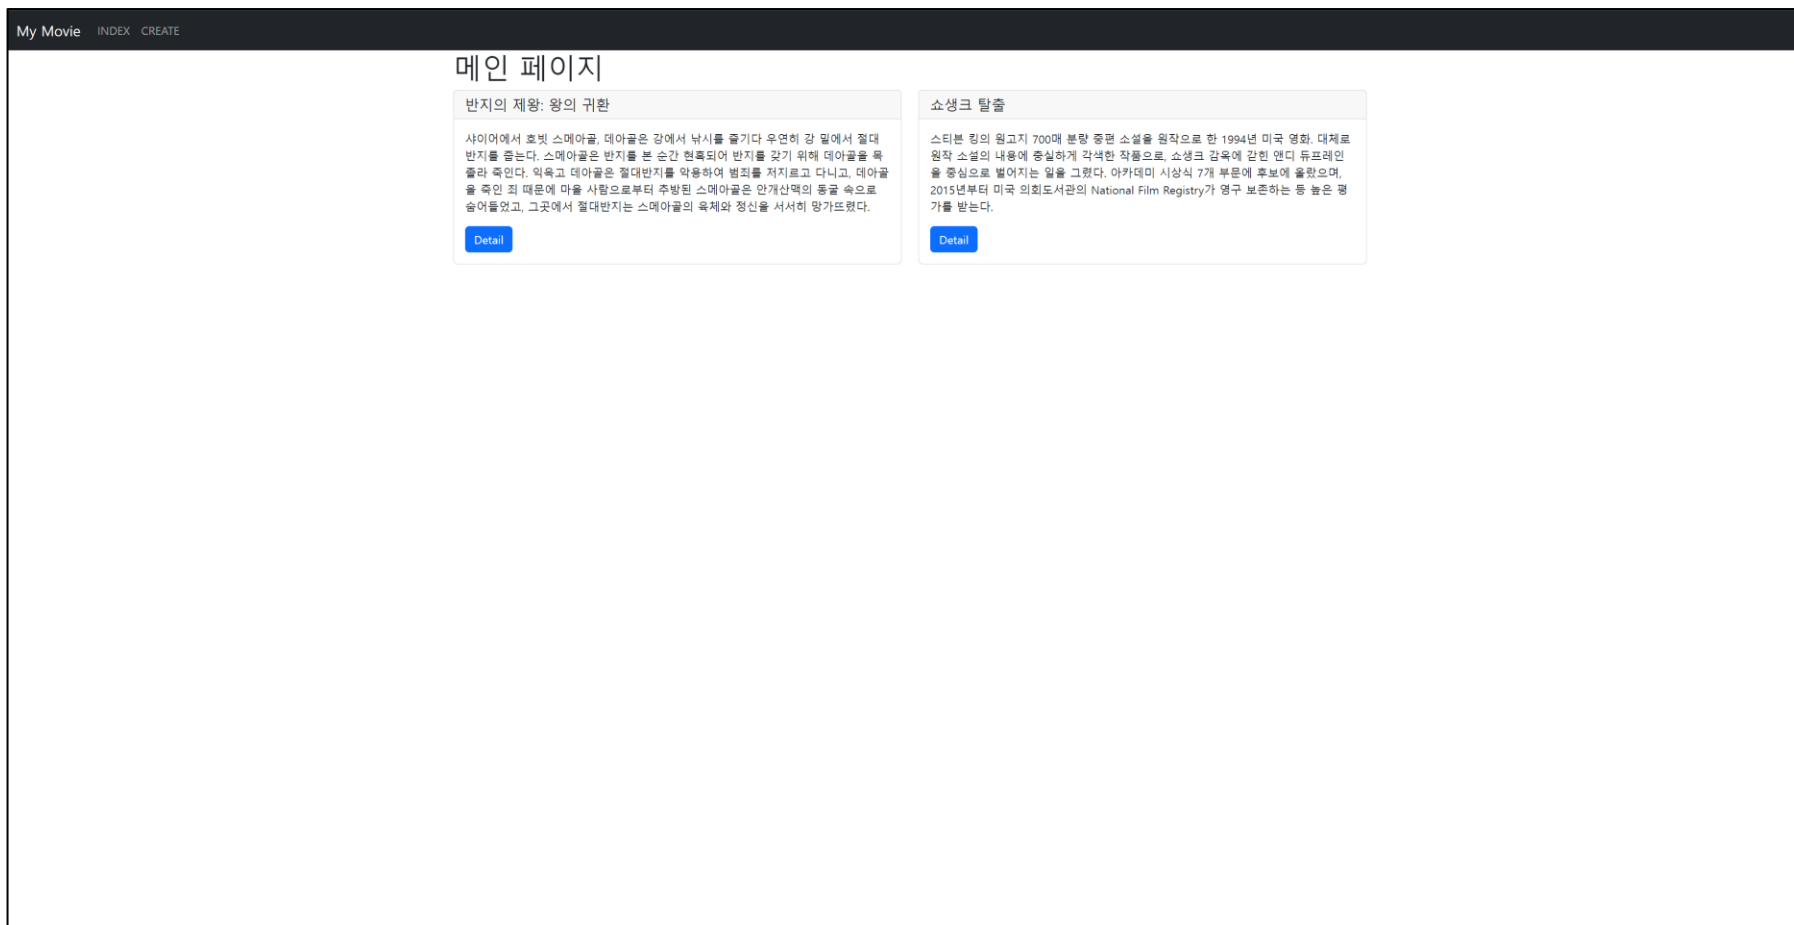 My Movie INDEX CREATE
메인 페이지
반지의 제왕: 왕의 귀환
샤이어에서 호빗 스메아골, 데아골은 강에서 낚시를 즐기다 우연히 강 밑에서 절대
반지를 줍는다. 스메아골은 반지를 본 순간 현혹되어 반지를 갖기 위해 데아골을 목
졸라 죽인다. 익욕고 데아골은 절대반지를 악용하여 범죄를 저지르고 다니고, 데아골
을 죽인 죄 때문에 마을 사람으로부터 추방된 스메아골은 안개산맥의 동굴 속으로
숨어들었고, 그곳에서 절대반지는 스메아골의 육체와 정신을 서서히 망가뜨렸다.
Detail
쇼생크 탈출
스티븐 킹의 원고지 700매 분량 중편 소설을 원작으로 한 1994년 미국 영화. 대체로
원작 소설의 내용에 충실하게 각색한 작품으로, 쇼생크 감옥에 갇힌 앤디 듀프레인
을 중심으로 벌어지는 일을 그렸다. 아카데미 시상식 7개 부문에 후보에 올랐으며,
2015년부터 미국 의회도서관의 National Film Registry가 영구 보존하는 등 높은 평
가를 받는다.
Detail